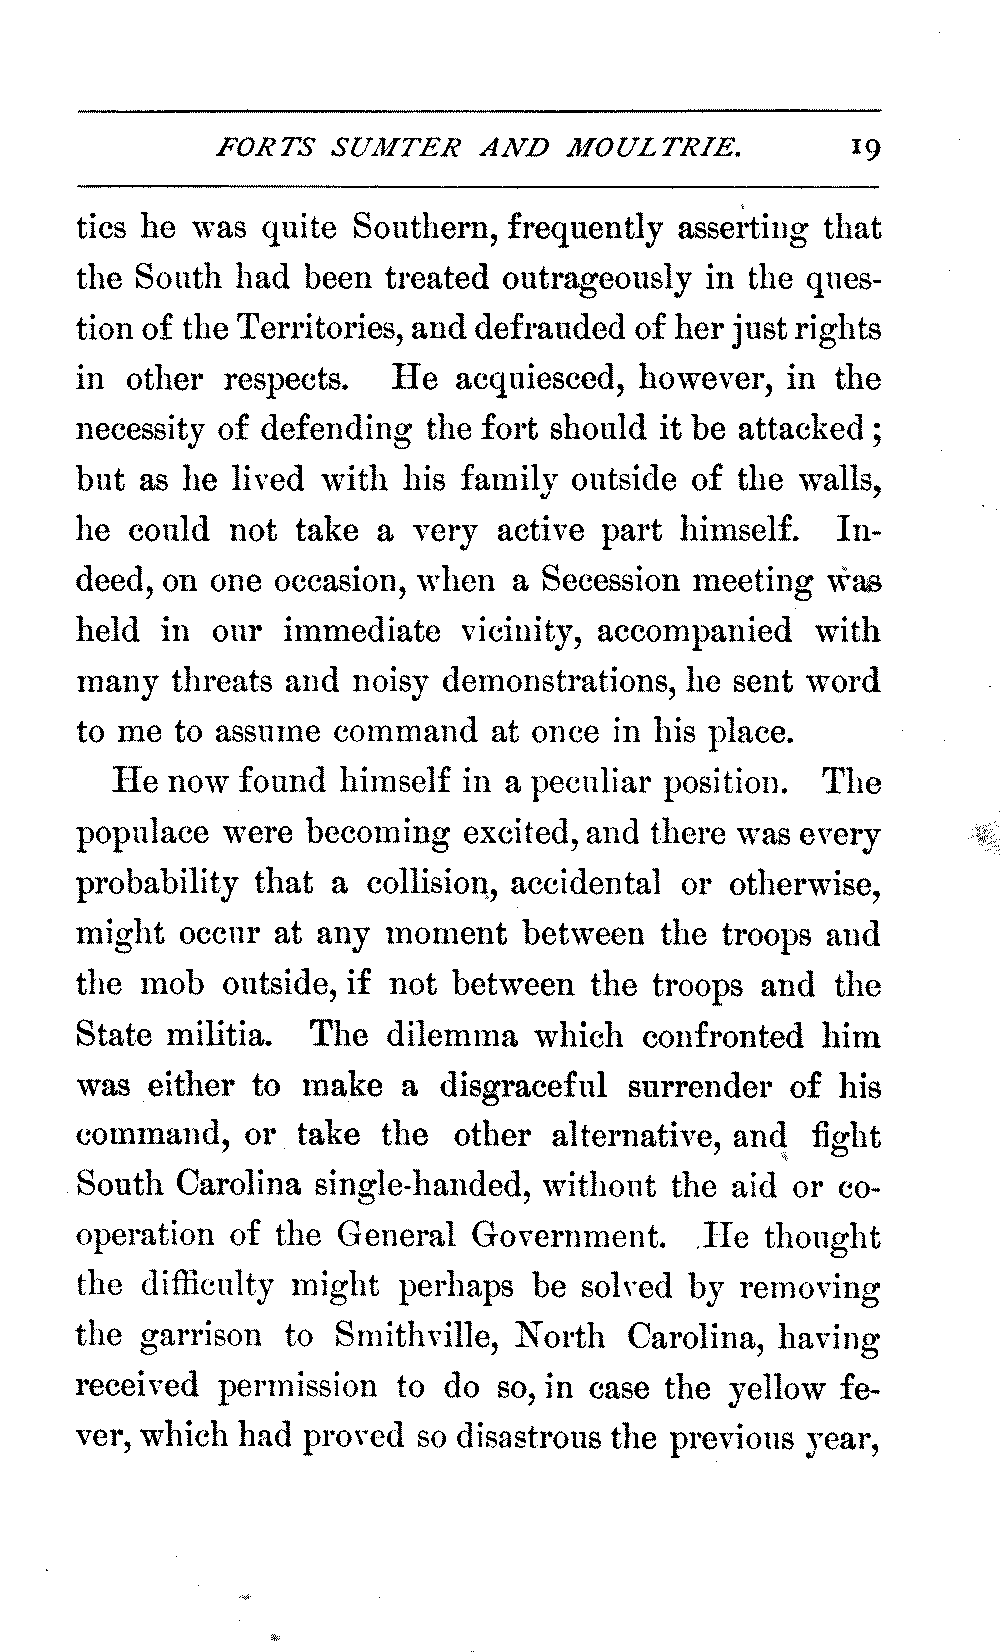 FORTS SUMTER AND MOULTRIE. 19
tics he was quite Southern, frequently asserting that
the South had been treated outrageously in the ques-
tion of the Territories, and defrauded of her just rights
in other respects. He acquiesced, however, in the
necessity of defending the fort should it be attacked;
but as he lived with his family outside of the walls,
he could not take a very active part himself. In-
deed, on one occasion, when a Secession meeting was
held in our immediate vicinity, accompanied with
many threats and noisy demonstrations, he sent word
to me to assume command at once in his place.
He now found himself in a peculiar position. The
populace were becoming excited, and there was every
probability that a collision, accidental or otherwise,
might occur at any moment between the troops and
the mob outside, if not between the troops and the
State militia. The dilemma which confronted him
was either to make a disgraceful surrender of his
command, or take the other alternative, and fight
South Carolina single-handed, without the aid or co-
operation of the General Government. He thought
the difficulty might perhaps be solved by removing
the garrison to Smithville, North Carolina, having
received permission to do so, in case the yellow fe-
ver, which had proved so disastrous the previous year,